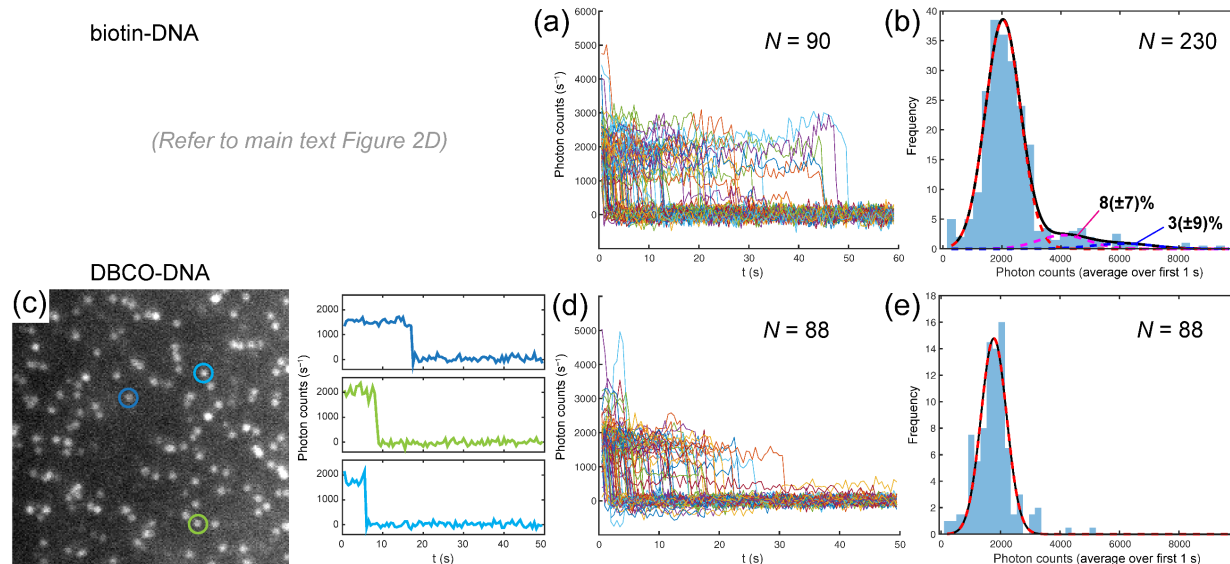 biotin-DNA
(Refer to main text Figure 2D)
(a)
N = 90
Photon counts (s⁻¹)
6000
5000
4000
3000
2000
1000
0
0 10 20 30 40 50 60
t (s)
(b)
N = 230
Frequency
40
35
30
25
20
15
10
5
0
8(±7)%
3(±9)%
0 2000 4000 6000 8000
Photon counts (average over first 1 s)
DBCO-DNA
(c)
Photon counts (s⁻¹)
2000
1000
0
2000
1000
0
2000
1000
0
0 10 20 30 40 50
t (s)
(d)
N = 88
Photon counts (s⁻¹)
6000
5000
4000
3000
2000
1000
0
0 10 20 30 40 50
t (s)
(e)
N = 88
Frequency
18
16
14
12
10
8
6
4
2
0
0 2000 4000 6000 8000
Photon counts (average over first 1 s)